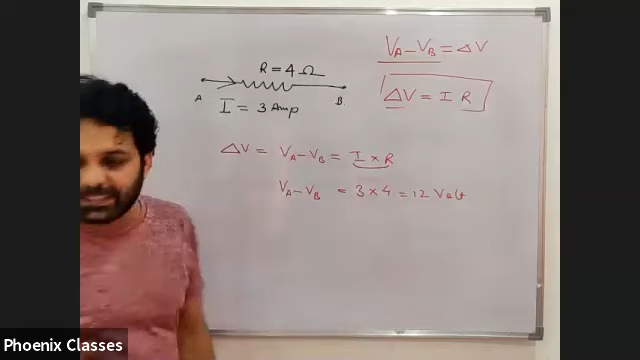 V_A - V_B = ΔV
R = 4 Ω
A B.
I = 3 Amp
ΔV = I R
ΔV = V_A - V_B = I × R
V_A - V_B = 3 × 4 = 12 Volt
Phoenix Classes